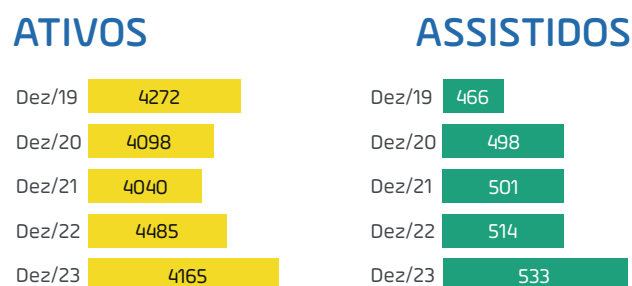 ATIVOS
Dez/19 4272
Dez/20 4098
Dez/21 4040
Dez/22 4485
Dez/23 4165
ASSISTIDOS
Dez/19 466
Dez/20 498
Dez/21 501
Dez/22 514
Dez/23 533